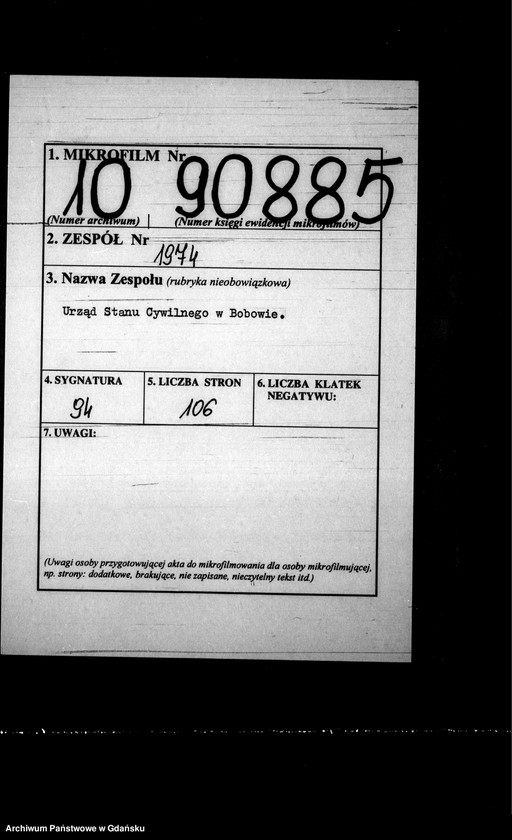 1. MIKROFILM Nr
10 90885
(Numer archiwum) (Numer księgi ewidencji mikrofilmów)
2. ZESPÓŁ Nr
1974
3. Nazwa Zespołu (rubryka nieobowiązkowa)
Urząd Stanu Cywilnego w Bobowie.
4. SYGNATURA
94
5. LICZBA STRON
106
6. LICZBA KLATEK
NEGATYWU:
7. UWAGI:
(Uwagi osoby przygotowującej akta do mikrofilmowania dla osoby mikrofilmującej,
np. strony: dodatkowe, brakujące, nie zapisane, nieczytelny tekst itd.)
Archiwum Państwowe w Gdańsku